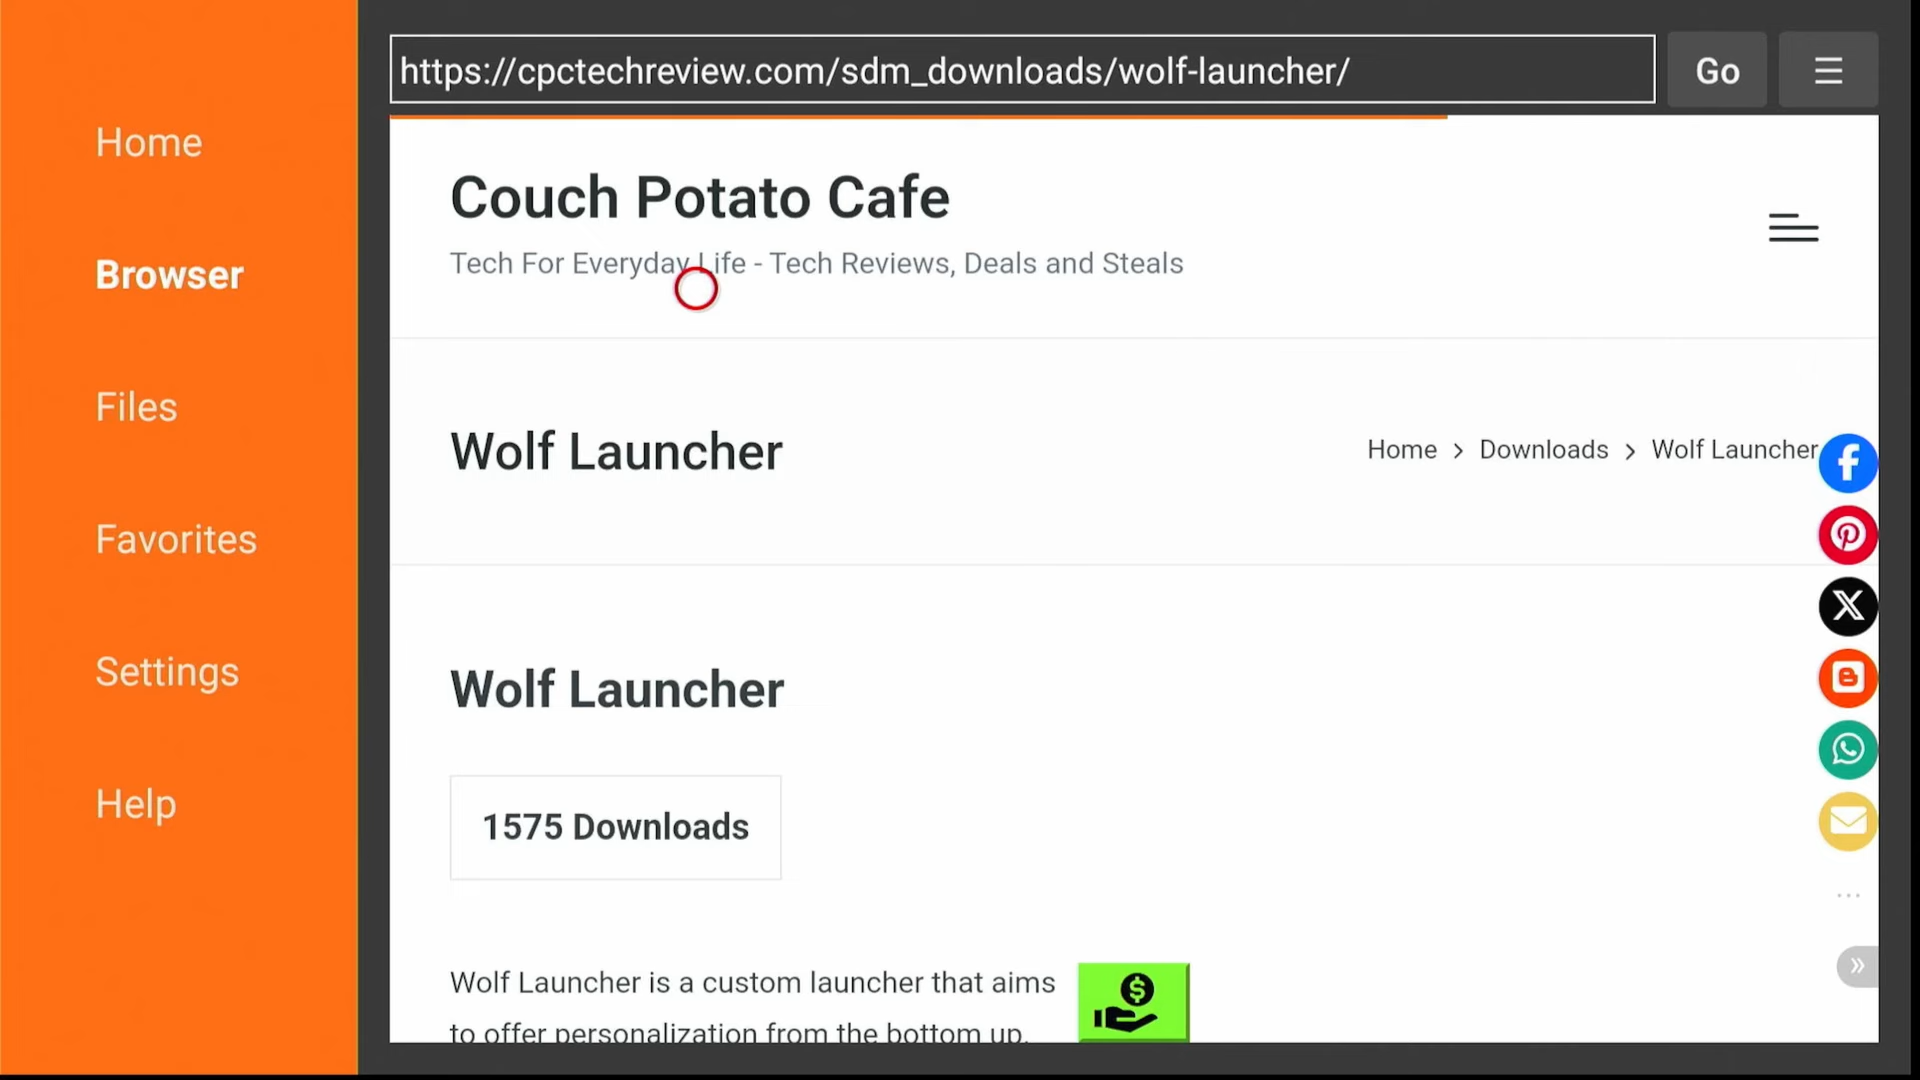 Home
Browser
Files
Favorites
Settings
Help
https://cpctechreview.com/sdm_downloads/wolf-launcher/
Go
Couch Potato Cafe
Tech For Everyday Life - Tech Reviews, Deals and Steals
Wolf Launcher
Home > Downloads > Wolf Launcher
Wolf Launcher
1575 Downloads
Wolf Launcher is a custom launcher that aims
to offer personalization from the bottom up.